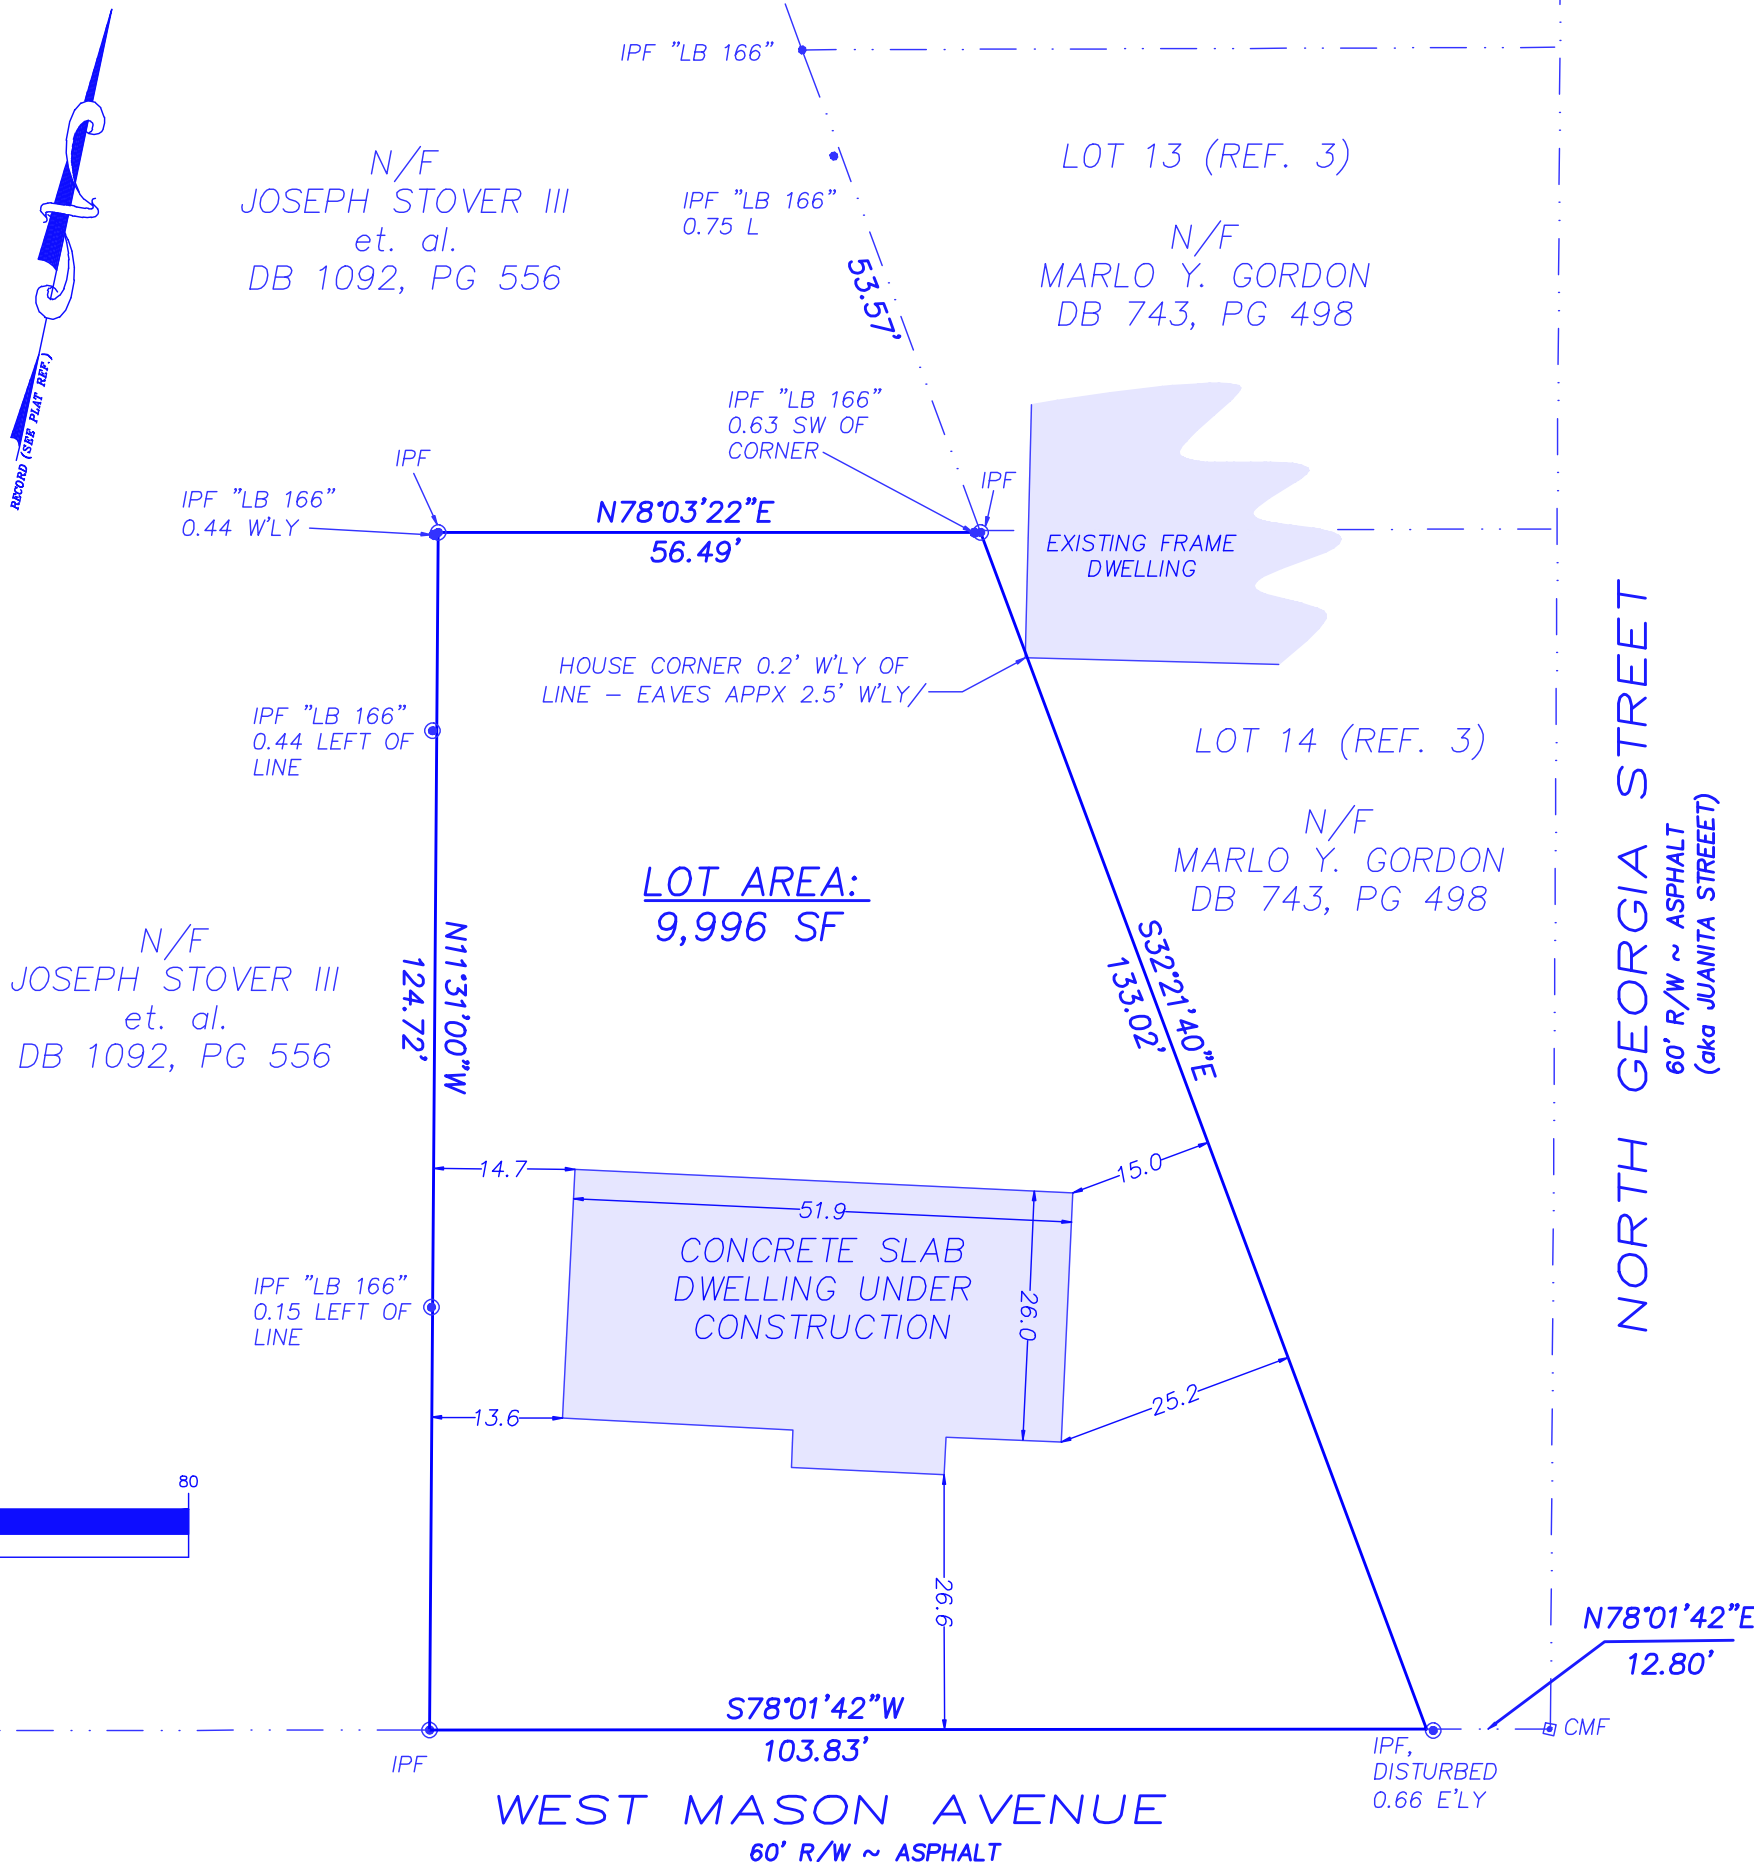 IPF "LB 166"
N/F
JOSEPH STOVER III
et. al.
DB 1092, PG 556
LOT 13 (REF. 3)
IPF "LB 166"
0.75 L
N/F
MARLO Y. GORDON
DB 743, PG 498
53.57'
RECORD (SEE PLAT REF.)
IPF "LB 166"
0.63 SW OF
CORNER
IPF
IPF
IPF "LB 166"
0.44 W'LY
N78°03'22"E
56.49'
EXISTING FRAME
DWELLING
HOUSE CORNER 0.2' W'LY OF
LINE – EAVES APPX 2.5' W'LY/
IPF "LB 166"
0.44 LEFT OF
LINE
LOT 14 (REF. 3)
N/F
MARLO Y. GORDON
DB 743, PG 498
NORTH GEORGIA STREET
60' R/W ~ ASPHALT
(aka JUANITA STREEET)
LOT AREA:
9,996 SF
N/F
JOSEPH STOVER III
et. al.
DB 1092, PG 556
N11°31'00"W
124.72'
S32°21'40"E
133.02'
14.7
15.0
51.9
CONCRETE SLAB
DWELLING UNDER
CONSTRUCTION
26.0
IPF "LB 166"
0.15 LEFT OF
LINE
13.6
25.2
80
26.6
N78°01'42"E
12.80'
S78°01'42"W
103.83'
IPF
CMF
IPF,
DISTURBED
0.66 E'LY
WEST MASON AVENUE
60' R/W ~ ASPHALT